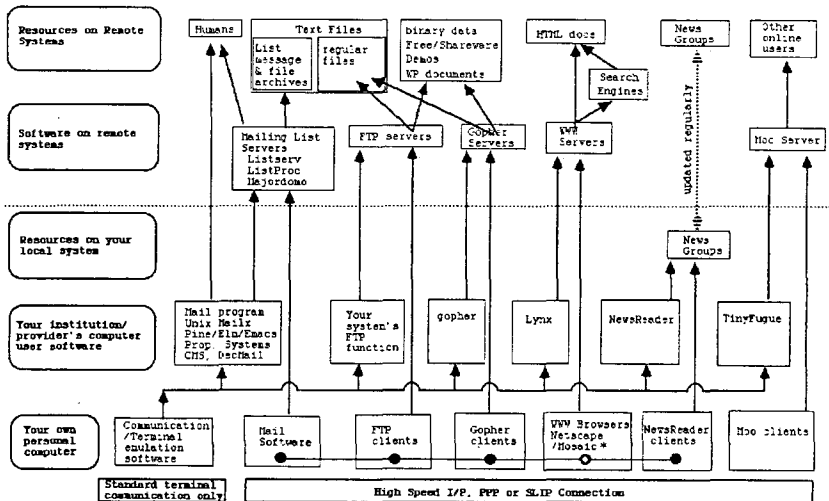 Resources on Remote
Systems
Humans
Text Files
List
message
& file
archives
regular
files
binary data
Free/Shareware
Demos
WP documents
HTML docs
Search
Engines
News
Groups
Other
online
users
Software on remote
systems
Mailing List
Servers
Listserv
ListProc
Majordomo
FTP servers
Gopher
Servers
WWW
Servers
updated regularly
Moo Server
Resources on your
local system
News
Groups
Your institution/
provider's computer
user software
Mail program
Unix Mailx
Pine/Elm/Emacs
Prop. Systems
CMS, DecMail
Your
system's
FTP
function
gopher
Lynx
NewsReader
TinyFugue
Your own
personal
computer
Communication
/Terminal
emulation
software
Mail
Software
FTP
clients
Gopher
clients
WWW Browsers
Netscape
/Mosaic *
NewsReader
clients
Moo clients
Standard terminal
communication only
High Speed I/P, PPP or SLIP Connection